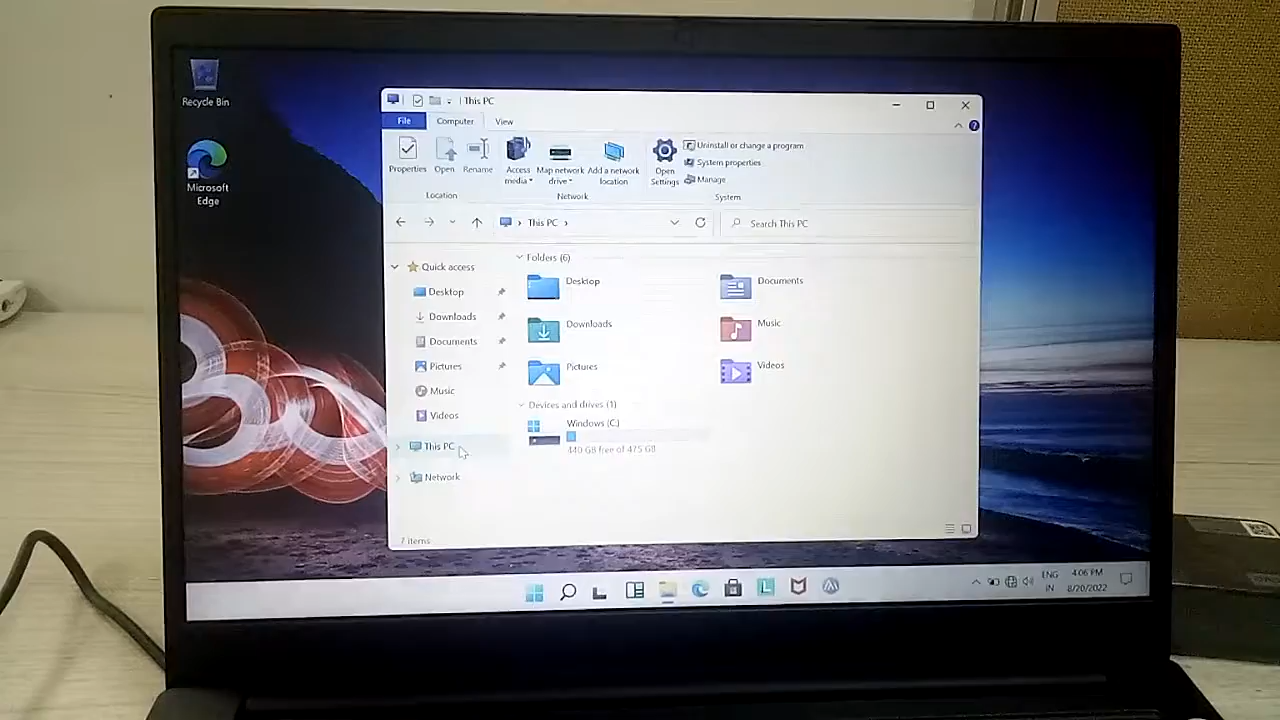 Recycle Bin
Microsoft
Edge
This PC
File
Computer
View
Properties
Open
Rename
Access
media
Map network
drive
Add a network
location
Open
Settings
Uninstall or change a program
System properties
Manage
Location
Network
System
This PC
Search This PC
Quick access
Desktop
Downloads
Documents
Pictures
Music
Videos
This PC
Network
Folders (6)
Desktop
Documents
Downloads
Music
Pictures
Videos
Devices and drives (1)
Windows (C:)
440 GB free of 475 GB
7 items
ENG
IN
4:06 PM
8/20/2022